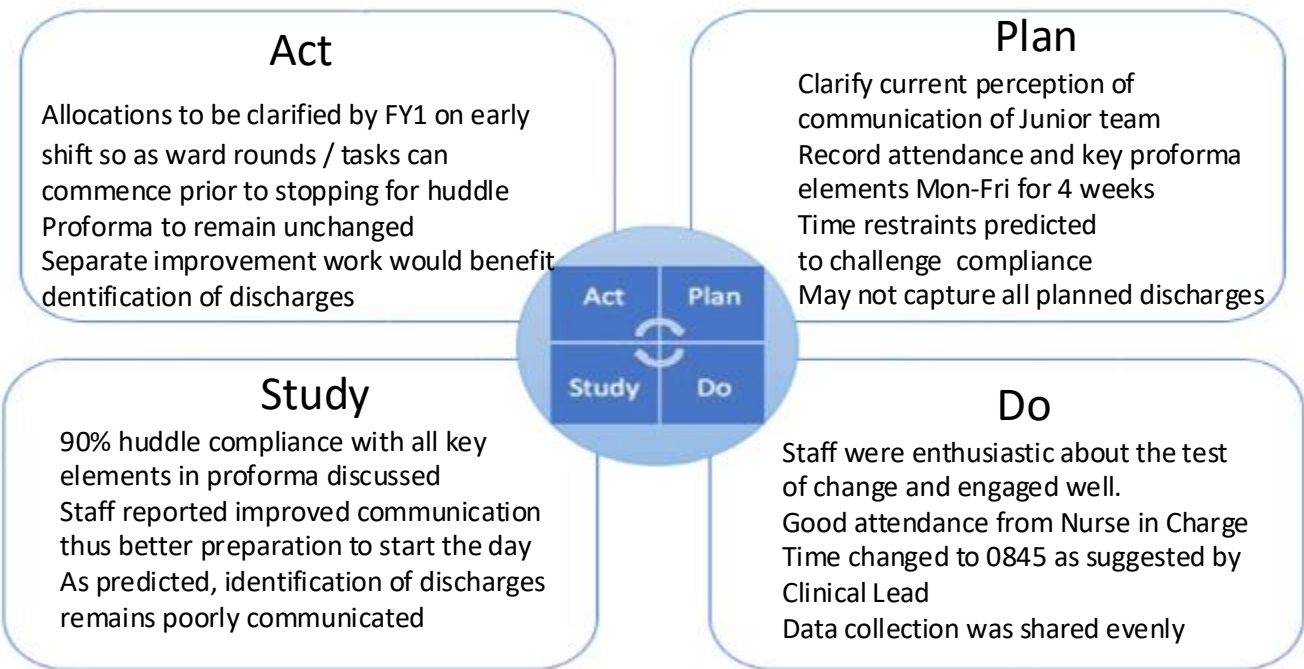 Act
Allocations to be clarified by FY1 on early
shift so as ward rounds / tasks can
commence prior to stopping for huddle
Proforma to remain unchanged
Separate improvement work would benefit
dentification of discharges
Plan
Clarify current perception of
communication of Junior team
Record attendance and key proforma
elements Mon-Fri for 4 weeks
Time restraints predicted
to challenge compliance
May not capture all planned discharges
Act
Plan
Study
Do
Study
90% huddle compliance with all key
elements in proforma discussed
Staff reported improved communication
thus better preparation to start the day
As predicted, identification of discharges
remains poorly communicated
Do
Staff were enthusiastic about the test
of change and engaged well.
Good attendance from Nurse in Charge
Time changed to 0845 as suggested by
Clinical Lead
Data collection was shared evenly